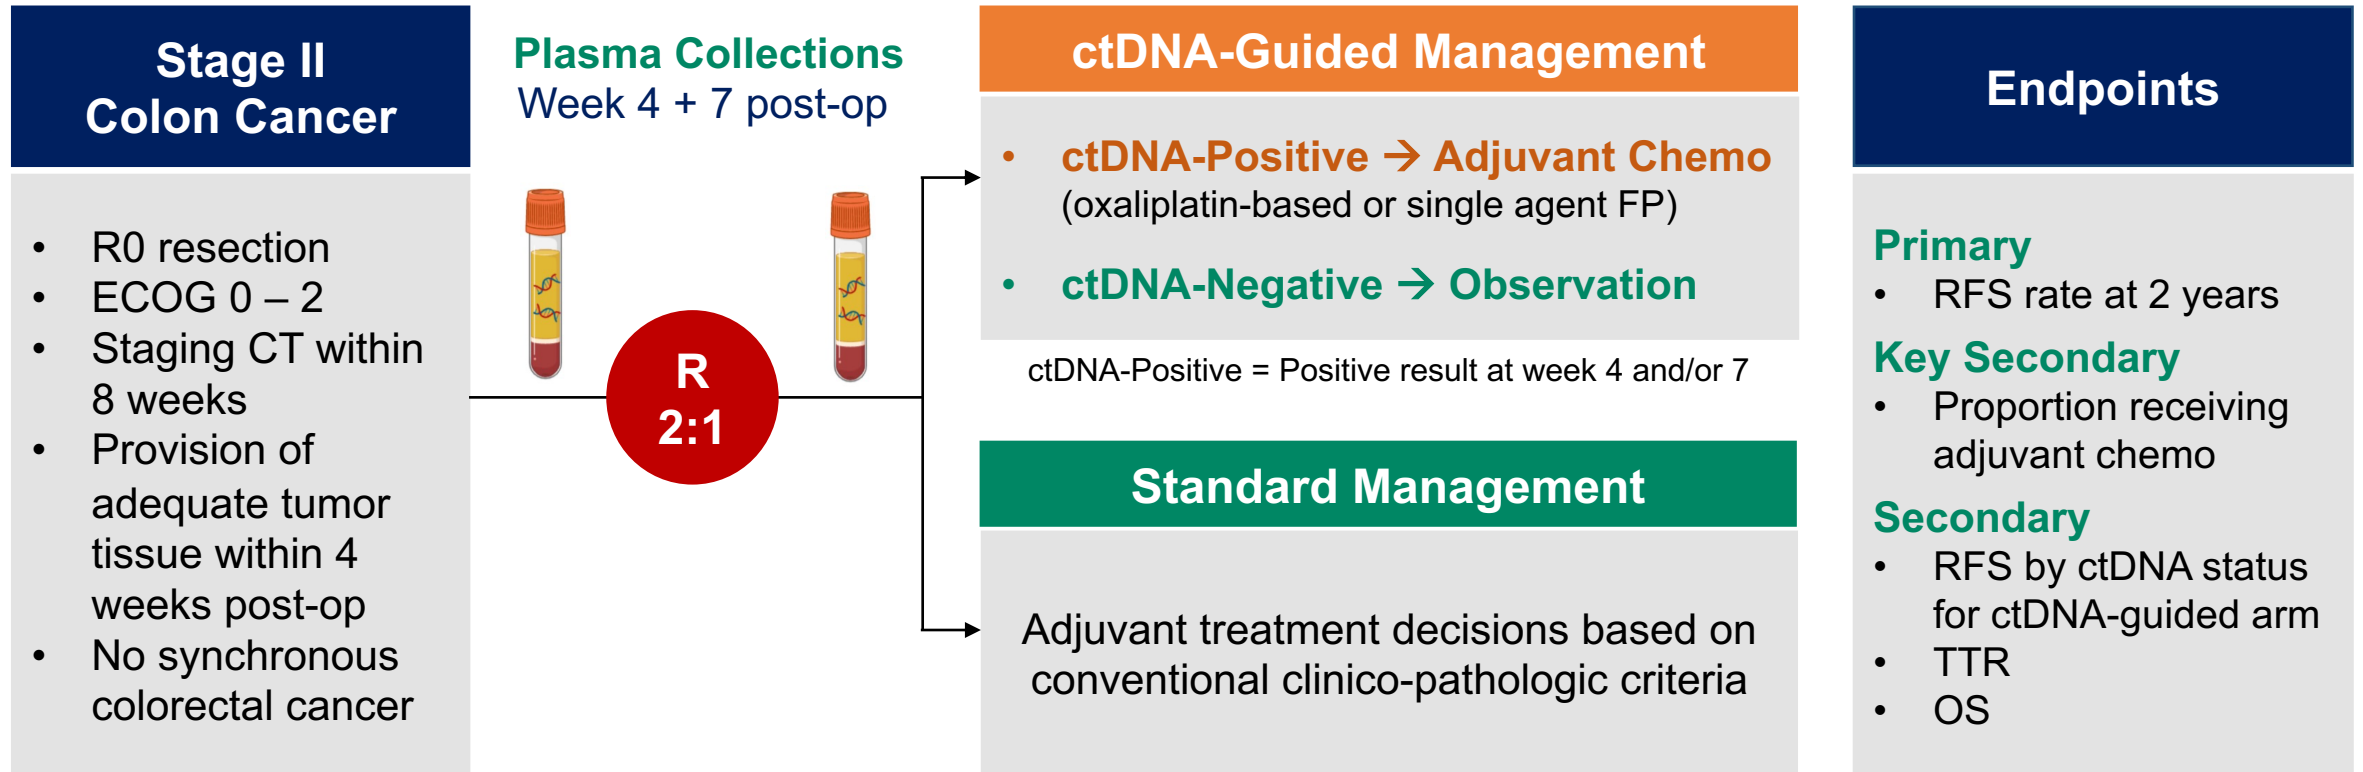 Stage II
Colon Cancer
• R0 resection
• ECOG 0 – 2
• Staging CT within
8 weeks
• Provision of
adequate tumor
tissue within 4
weeks post-op
• No synchronous
colorectal cancer
Plasma Collections
Week 4 + 7 post-op
R
2:1
ctDNA-Guided Management
• ctDNA-Positive → Adjuvant Chemo
(oxaliplatin-based or single agent FP)
• ctDNA-Negative → Observation
ctDNA-Positive = Positive result at week 4 and/or 7
Standard Management
Adjuvant treatment decisions based on
conventional clinico-pathologic criteria
Endpoints
Primary
• RFS rate at 2 years
Key Secondary
• Proportion receiving
adjuvant chemo
Secondary
• RFS by ctDNA status
for ctDNA-guided arm
• TTR
• OS